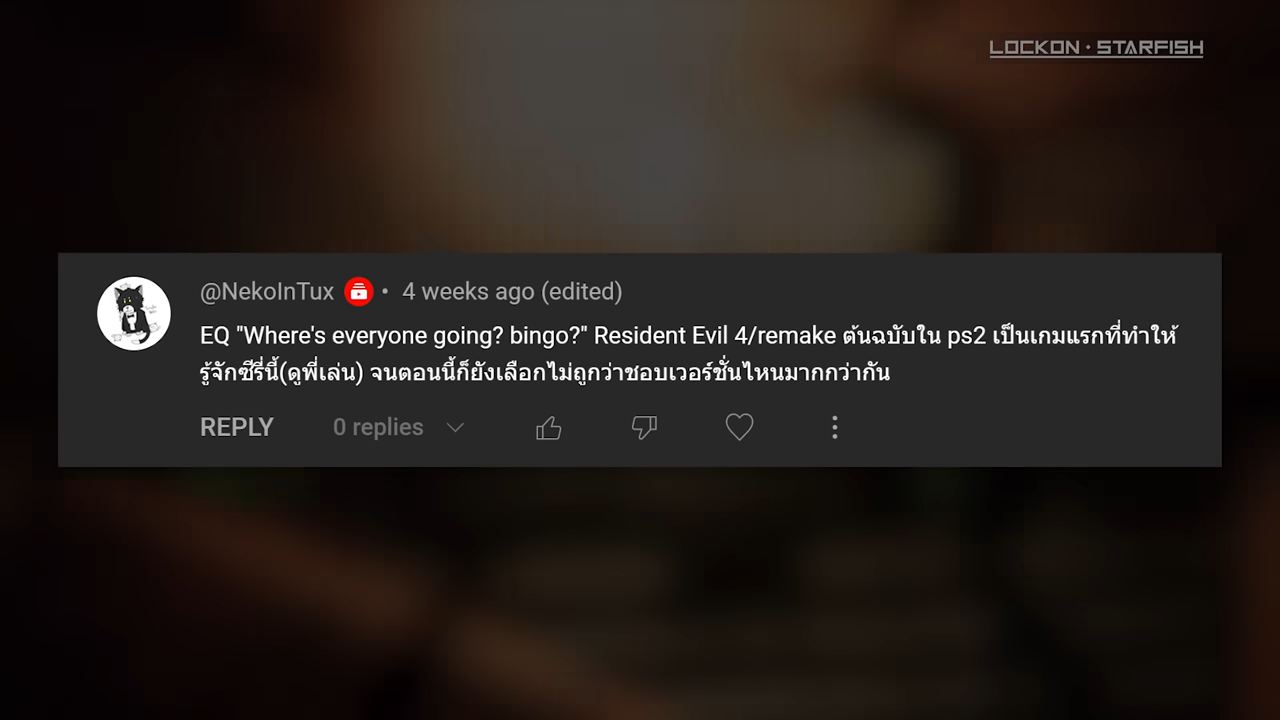 LOCKON · STARFISH
@NekoInTux • 4 weeks ago (edited)
EQ "Where's everyone going? bingo?" Resident Evil 4/remake ต้นฉบับใน ps2 เป็นเกมแรกที่ทำให้
รู้จักซีรี่นี้(ดูพี่เล่น) จนตอนนี้ก็ยังเลือกไม่ถูกว่าชอบเวอร์ชั่นไหนมากกว่ากัน
REPLY 0 replies